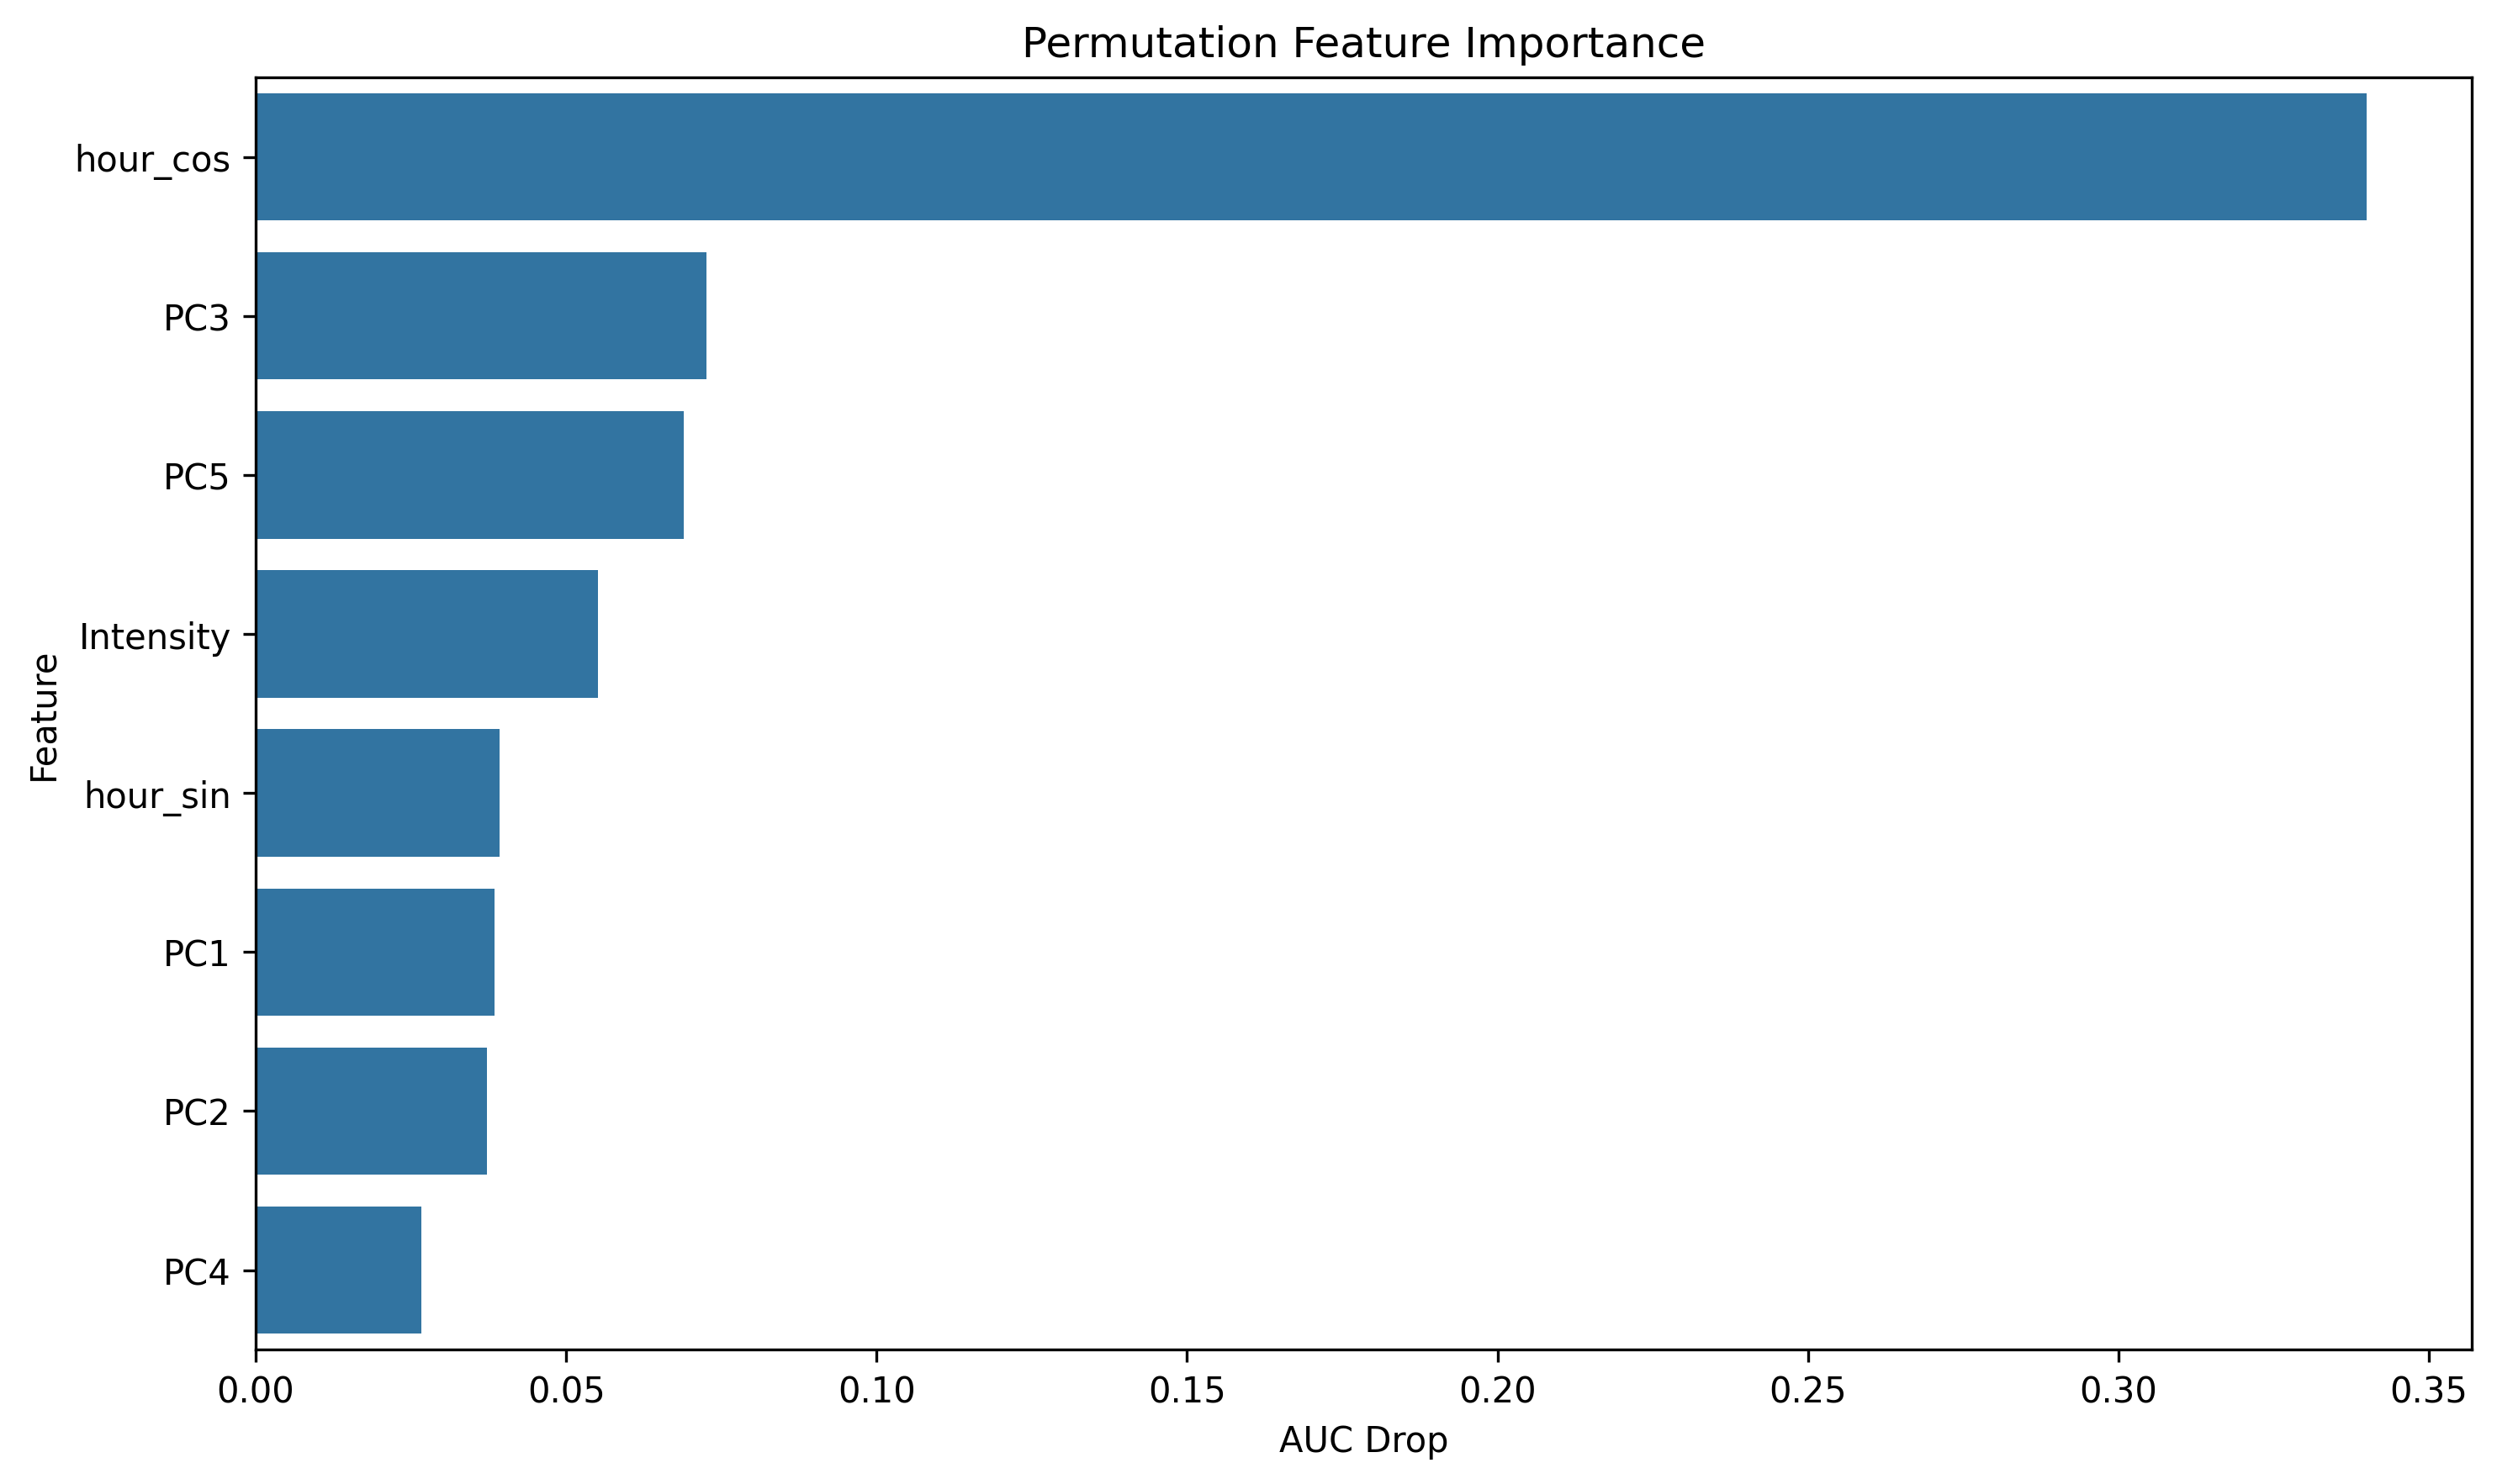 Permutation Feature Importance
hour_cos
PC3
PC5
Intensity
hour_sin
PC1
PC2
PC4
Feature
0.00 0.05 0.10 0.15 0.20 0.25 0.30 0.35
AUC Drop